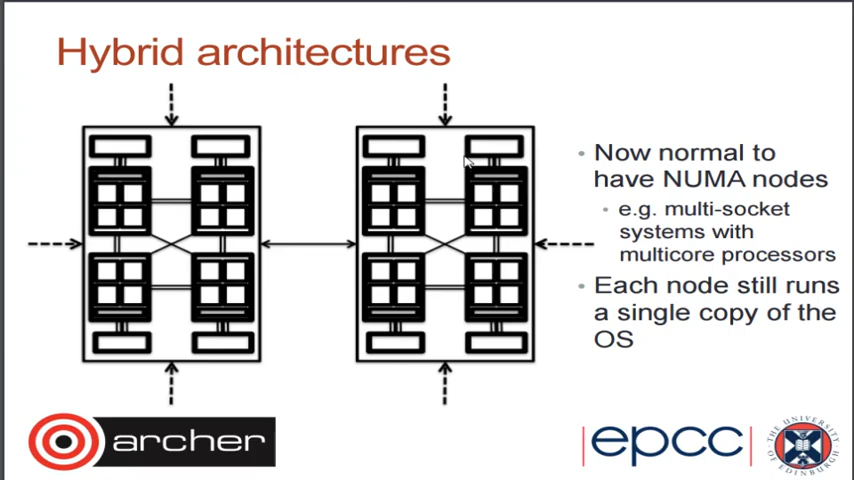 Hybrid architectures
• Now normal to
have NUMA nodes
• e.g. multi-socket
systems with
multicore processors
• Each node still runs
a single copy of the
OS
archer
|epcc|
THE UNIVERSITY
OF EDINBURGH